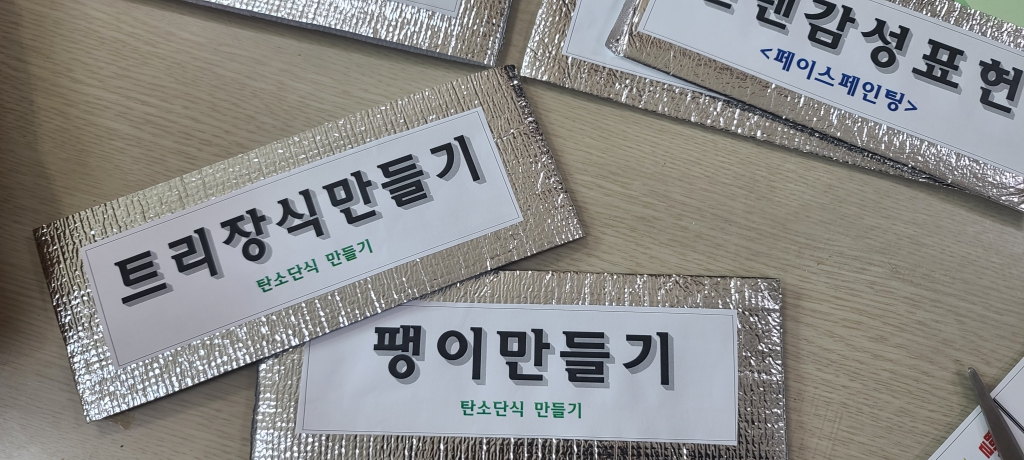 감성표현
<페이스페인팅>
트리장식만들기
탄소단식 만들기
팽이만들기
탄소단식 만들기